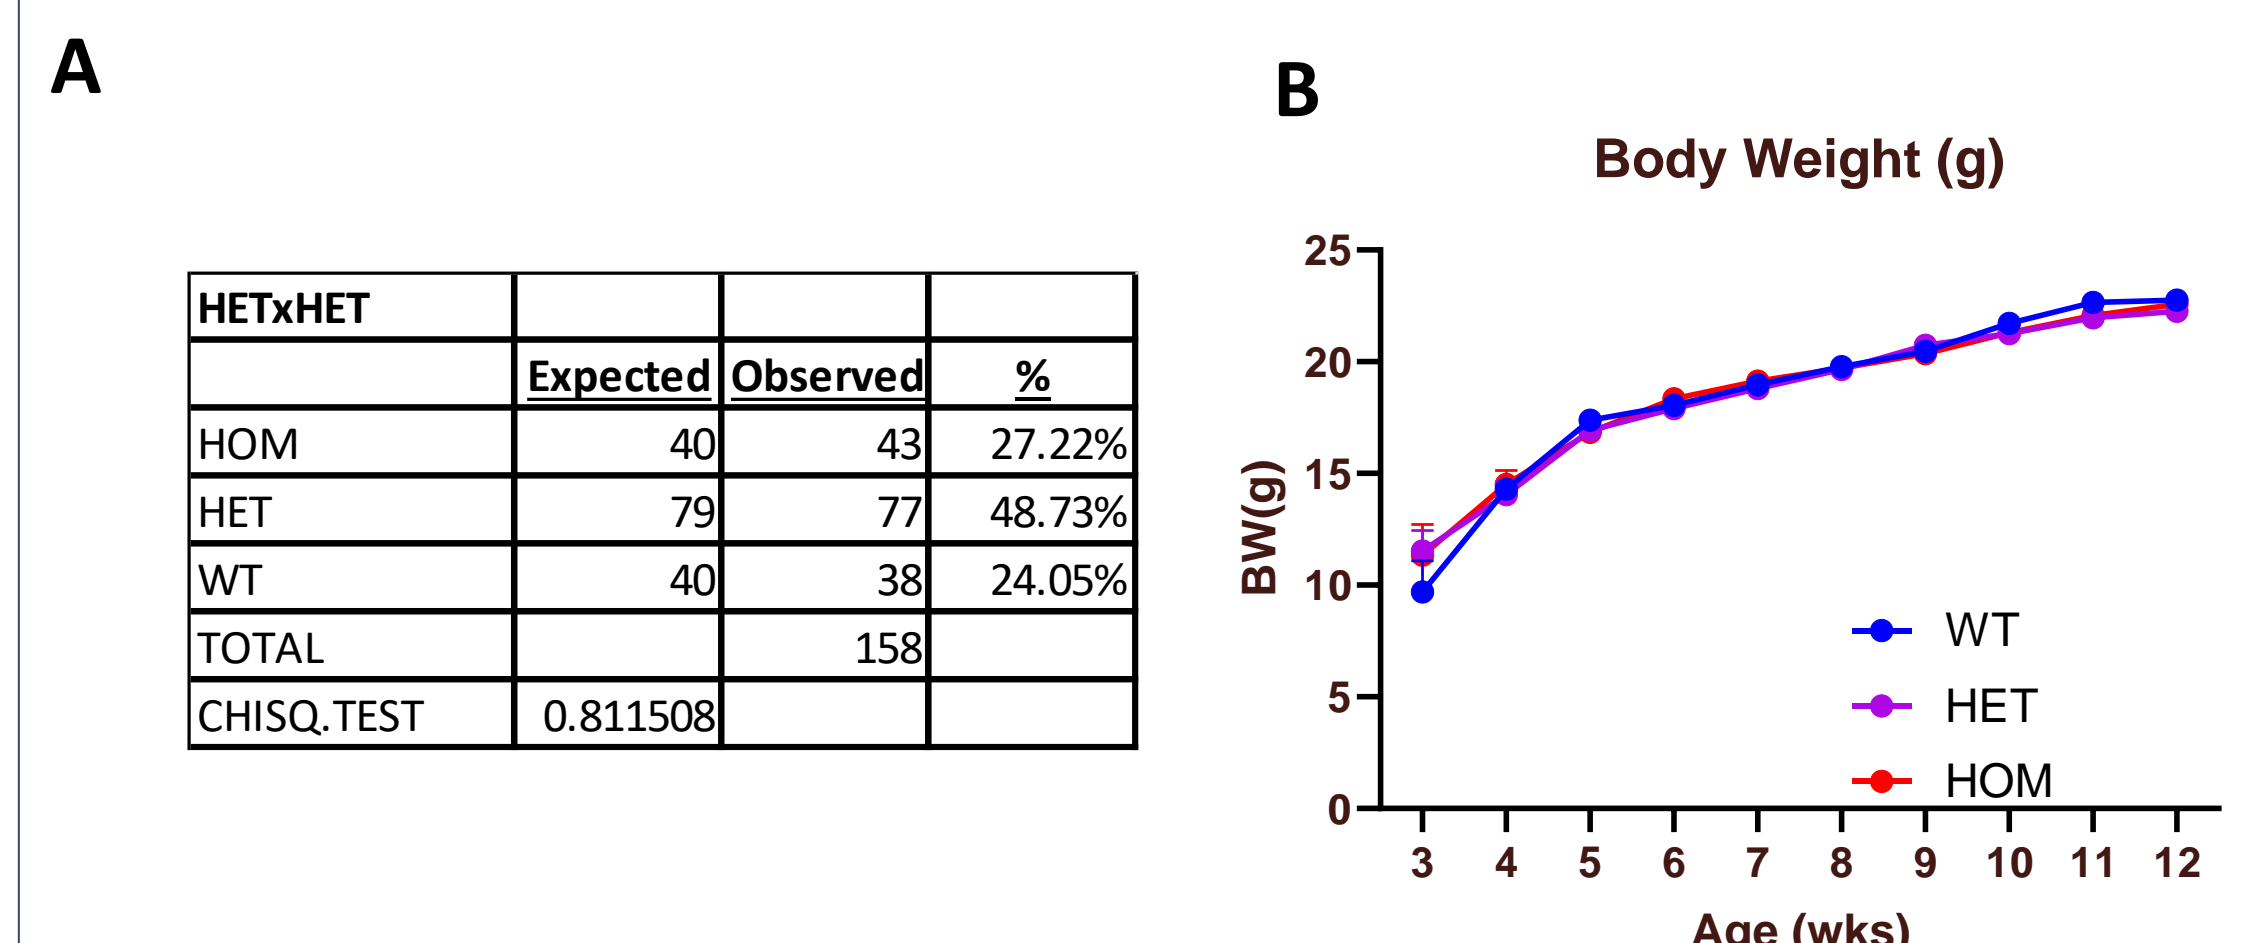 A
HETxHET
Expected Observed %
HOM 40 43 27.22%
HET 79 77 48.73%
WT 40 38 24.05%
TOTAL 158
CHISQ.TEST 0.811508
B
Body Weight (g)
BW(g)
25
20
15
10
5
0
WT
HET
HOM
3 4 5 6 7 8 9 10 11 12
Age (wks)